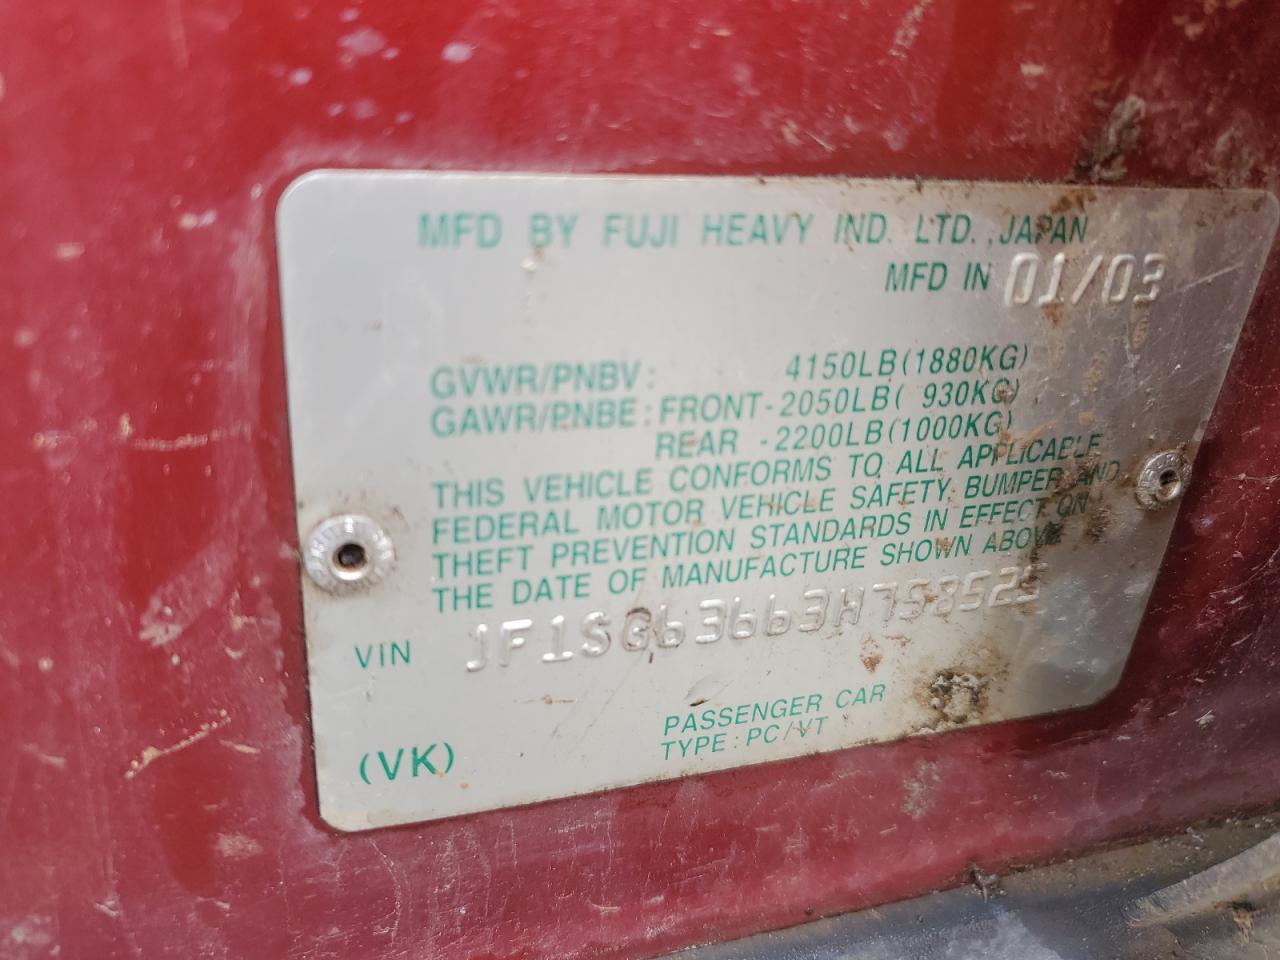 MFD BY FUJI HEAVY IND. LTD., JAPAN
MFD IN 01/03
GVWR/PNBV: 4150LB(1880KG)
GAWR/PNBE: FRONT-2050LB( 930KG)
REAR -2200LB(1000KG)
THIS VEHICLE CONFORMS TO ALL APPLICABLE
FEDERAL MOTOR VEHICLE SAFETY, BUMPER AND
THEFT PREVENTION STANDARDS IN EFFECT ON
THE DATE OF MANUFACTURE SHOWN ABOVE
VIN JF1SG63663H758525
PASSENGER CAR
TYPE: PC/VT
(VK)